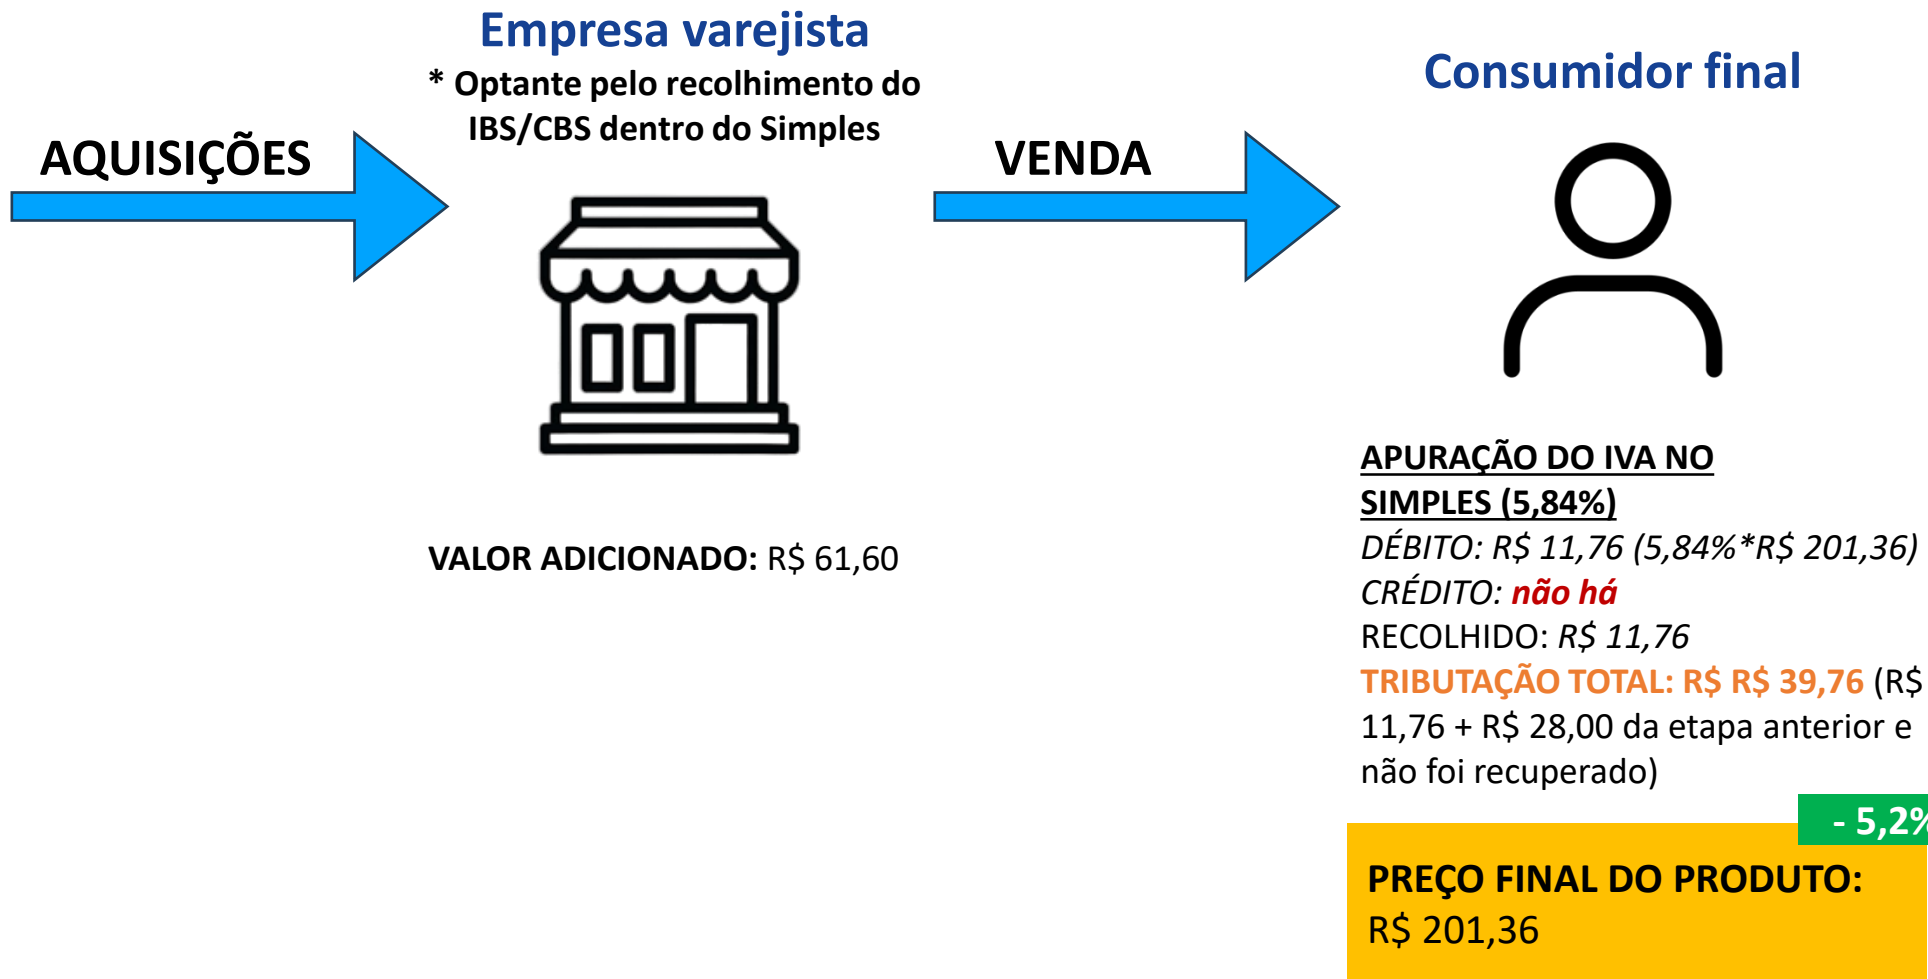 Empresa varejista
* Optante pelo recolhimento do
IBS/CBS dentro do Simples
Consumidor final
AQUISIÇÕES
VENDA
VALOR ADICIONADO: R$ 61,60
APURAÇÃO DO IVA NO
SIMPLES (5,84%)
DÉBITO: R$ 11,76 (5,84%*R$ 201,36)
CRÉDITO: não há
RECOLHIDO: R$ 11,76
TRIBUTAÇÃO TOTAL: R$ R$ 39,76 (R$
11,76 + R$ 28,00 da etapa anterior e
não foi recuperado)
- 5,2%
PREÇO FINAL DO PRODUTO:
R$ 201,36